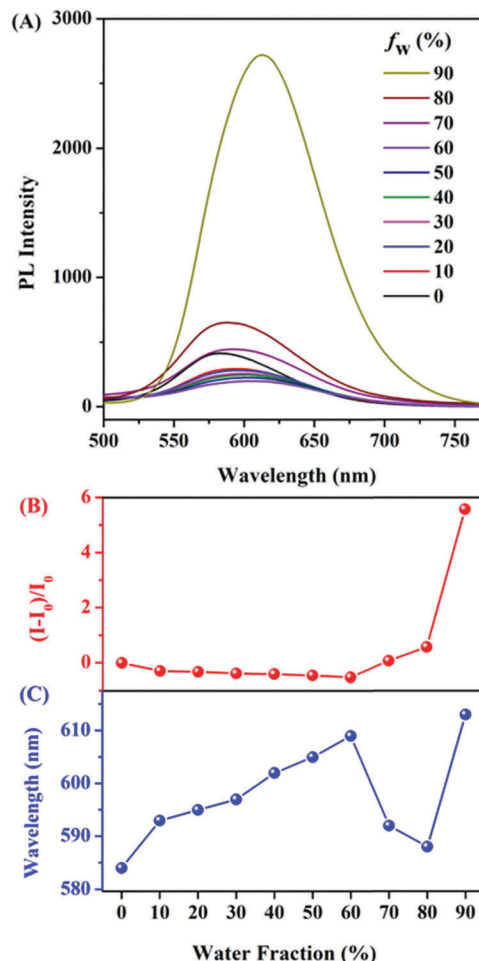 (A)
3000
2000
1000
0
PL Intensity
f_w (%)
90
80
70
60
50
40
30
20
10
0
500 550 600 650 700 750
Wavelength (nm)
(B)
6
4
2
0
(I-I₀)/I₀
(C)
610
600
590
580
Wavelength (nm)
0 10 20 30 40 50 60 70 80 90
Water Fraction (%)